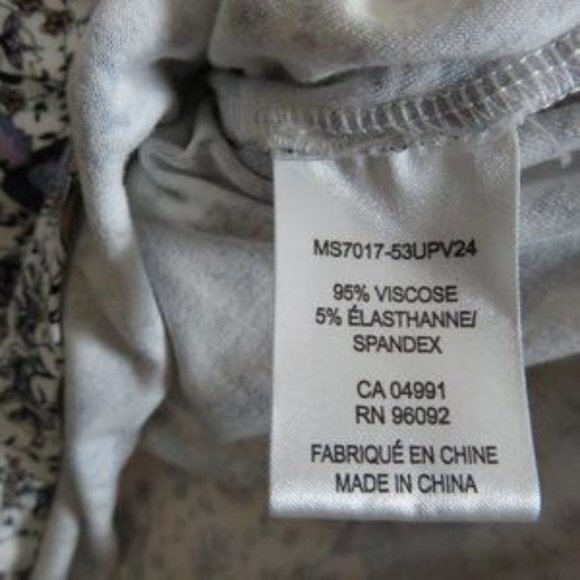 MS7017-53UPV24
95% VISCOSE
5% ÉLASTHANNE/
SPANDEX
CA 04991
RN 96092
FABRIQUÉ EN CHINE
MADE IN CHINA